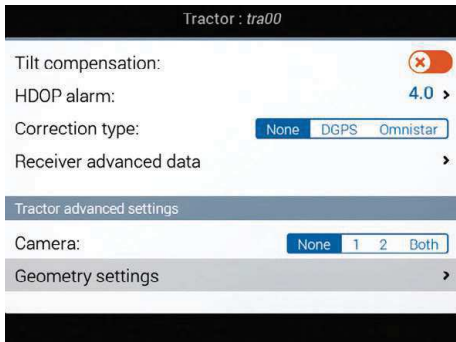 Tractor : tra00
Tilt compensation:
HDOP alarm: 4.0 >
Correction type: None DGPS Omnistar
Receiver advanced data >
Tractor advanced settings
Camera: None 1 2 Both
Geometry settings >